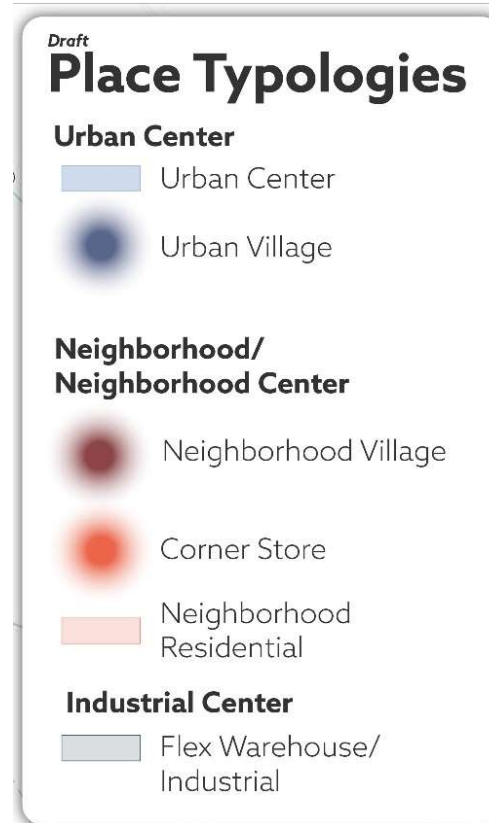 Draft
Place Typologies
Urban Center
Urban Center
Urban Village
Neighborhood/
Neighborhood Center
Neighborhood Village
Corner Store
Neighborhood
Residential
Industrial Center
Flex Warehouse/
Industrial